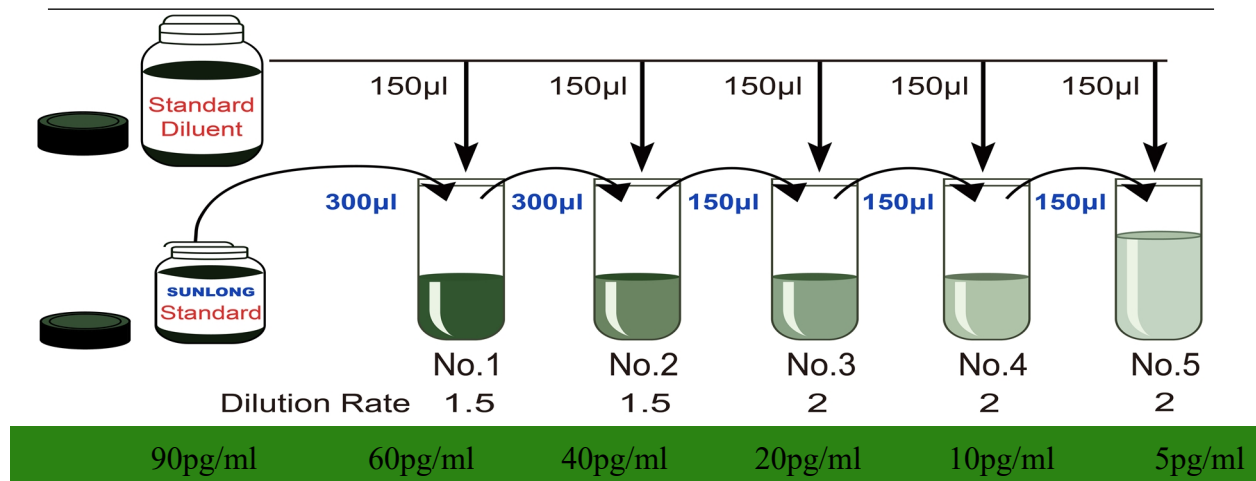 150µl 150µl 150µl 150µl 150µl
Standard
Diluent
300µl 300µl 150µl 150µl 150µl
SUNLONG
Standard
No.1 No.2 No.3 No.4 No.5
Dilution Rate 1.5 1.5 2 2 2
90pg/ml 60pg/ml 40pg/ml 20pg/ml 10pg/ml 5pg/ml